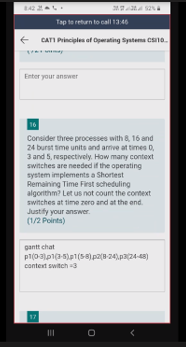 8:42
52%
Tap to return to call 13:46
← CAT1 Principles of Operating Systems CSI10...
Enter your answer
16
Consider three processes with 8, 16 and
24 burst time units and arrive at times 0,
3 and 5, respectively. How many context
switches are needed if the operating
system implements a Shortest
Remaining Time First scheduling
algorithm? Let us not count the context
switches at time zero and at the end.
Justify your answer.
(1/2 Points)
gantt chat
p1(0-3),p1(3-5),p1(5-8),p2(8-24),p3(24-48)
context switch =3
17